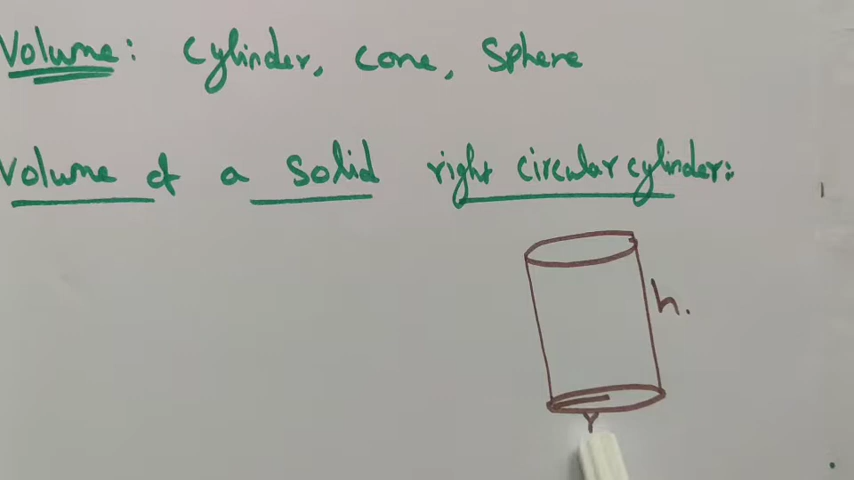 Volume: Cylinder, Cone, Sphere
Volume of a solid right circular cylinder:
h.
r